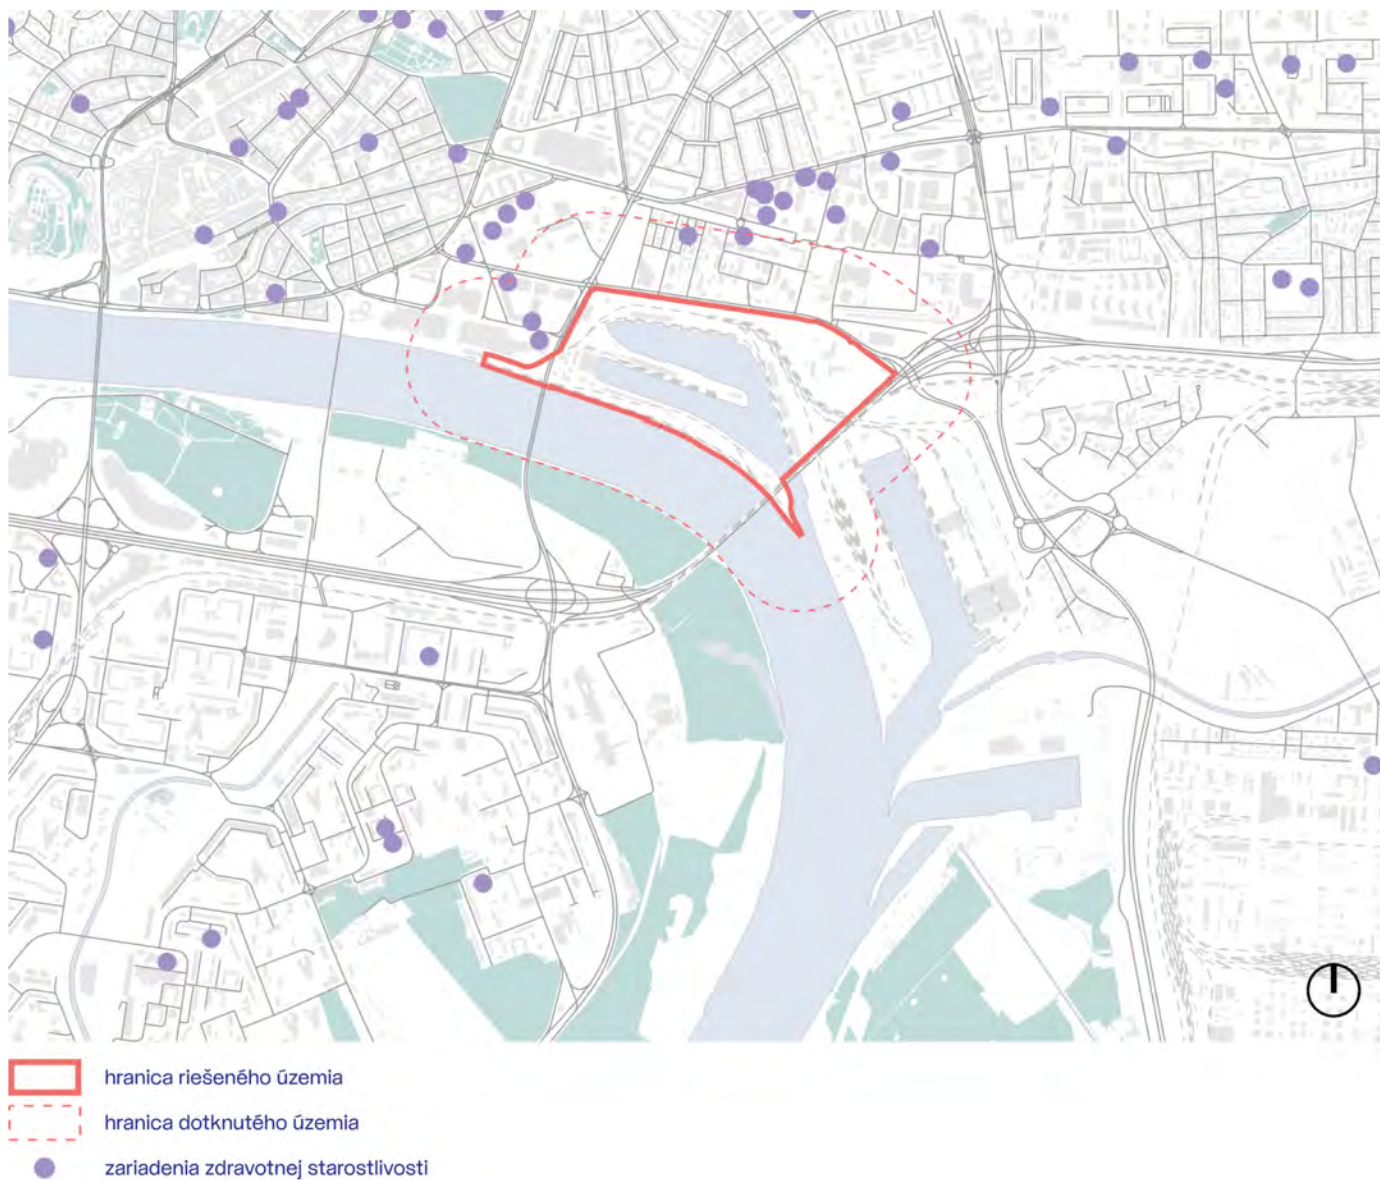 hranica riešeného územia
hranica dotknutého územia
zariadenia zdravotnej starostlivosti